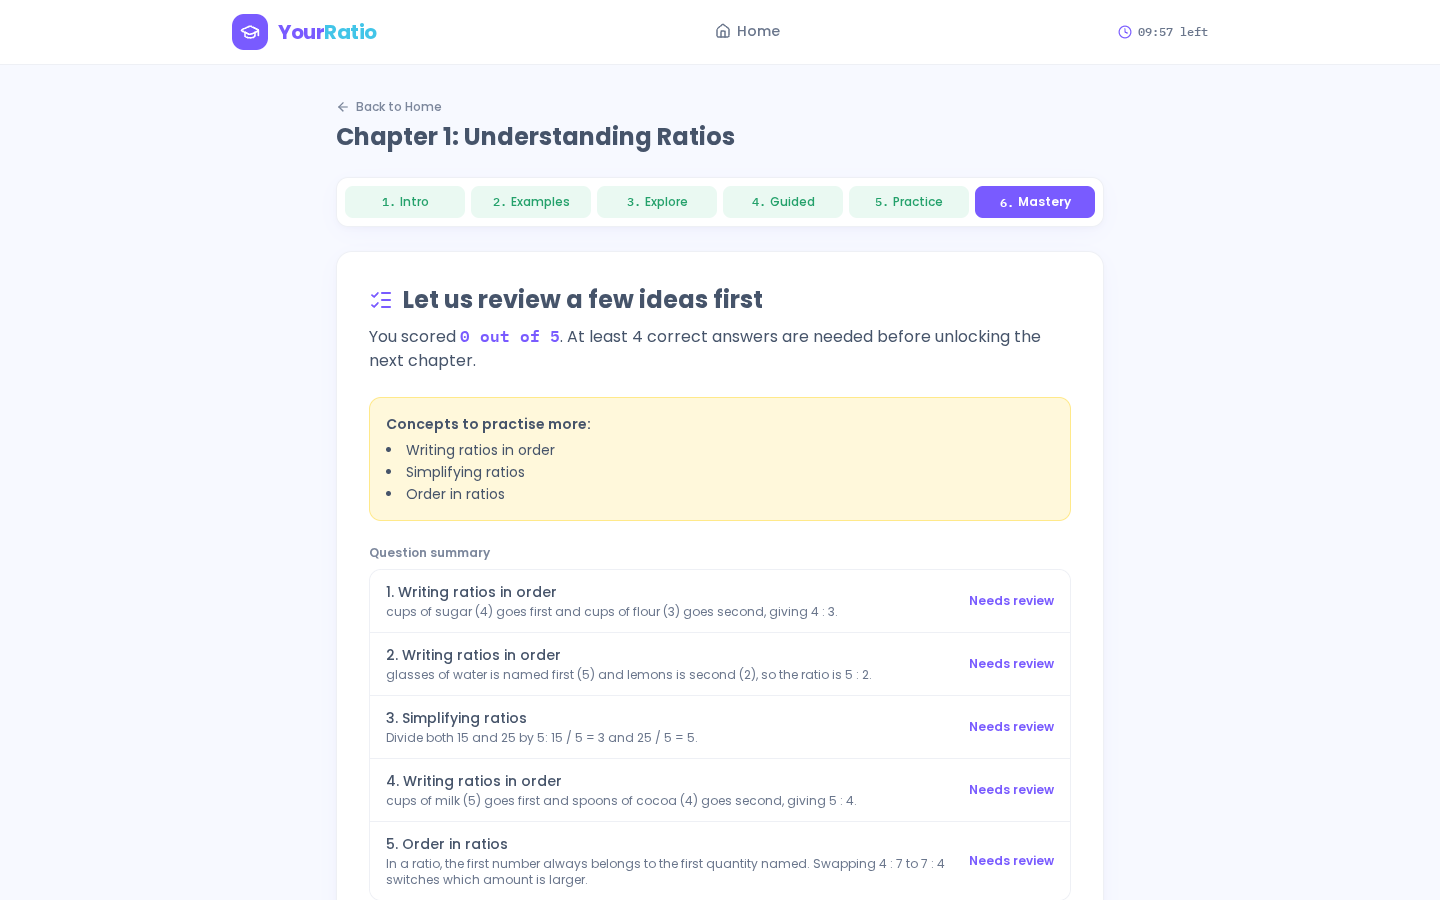 YourRatio
Home
09:57 left
Back to Home
Chapter 1: Understanding Ratios
1. Intro
2. Examples
3. Explore
4. Guided
5. Practice
6. Mastery
Let us review a few ideas first
You scored 0 out of 5. At least 4 correct answers are needed before unlocking the
next chapter.
Concepts to practise more:
• Writing ratios in order
• Simplifying ratios
• Order in ratios
Question summary
1. Writing ratios in order
cups of sugar (4) goes first and cups of flour (3) goes second, giving 4 : 3.
Needs review
2. Writing ratios in order
glasses of water is named first (5) and lemons is second (2), so the ratio is 5 : 2.
Needs review
3. Simplifying ratios
Divide both 15 and 25 by 5: 15 / 5 = 3 and 25 / 5 = 5.
Needs review
4. Writing ratios in order
cups of milk (5) goes first and spoons of cocoa (4) goes second, giving 5 : 4.
Needs review
5. Order in ratios
In a ratio, the first number always belongs to the first quantity named. Swapping 4 : 7 to 7 : 4
switches which amount is larger.
Needs review